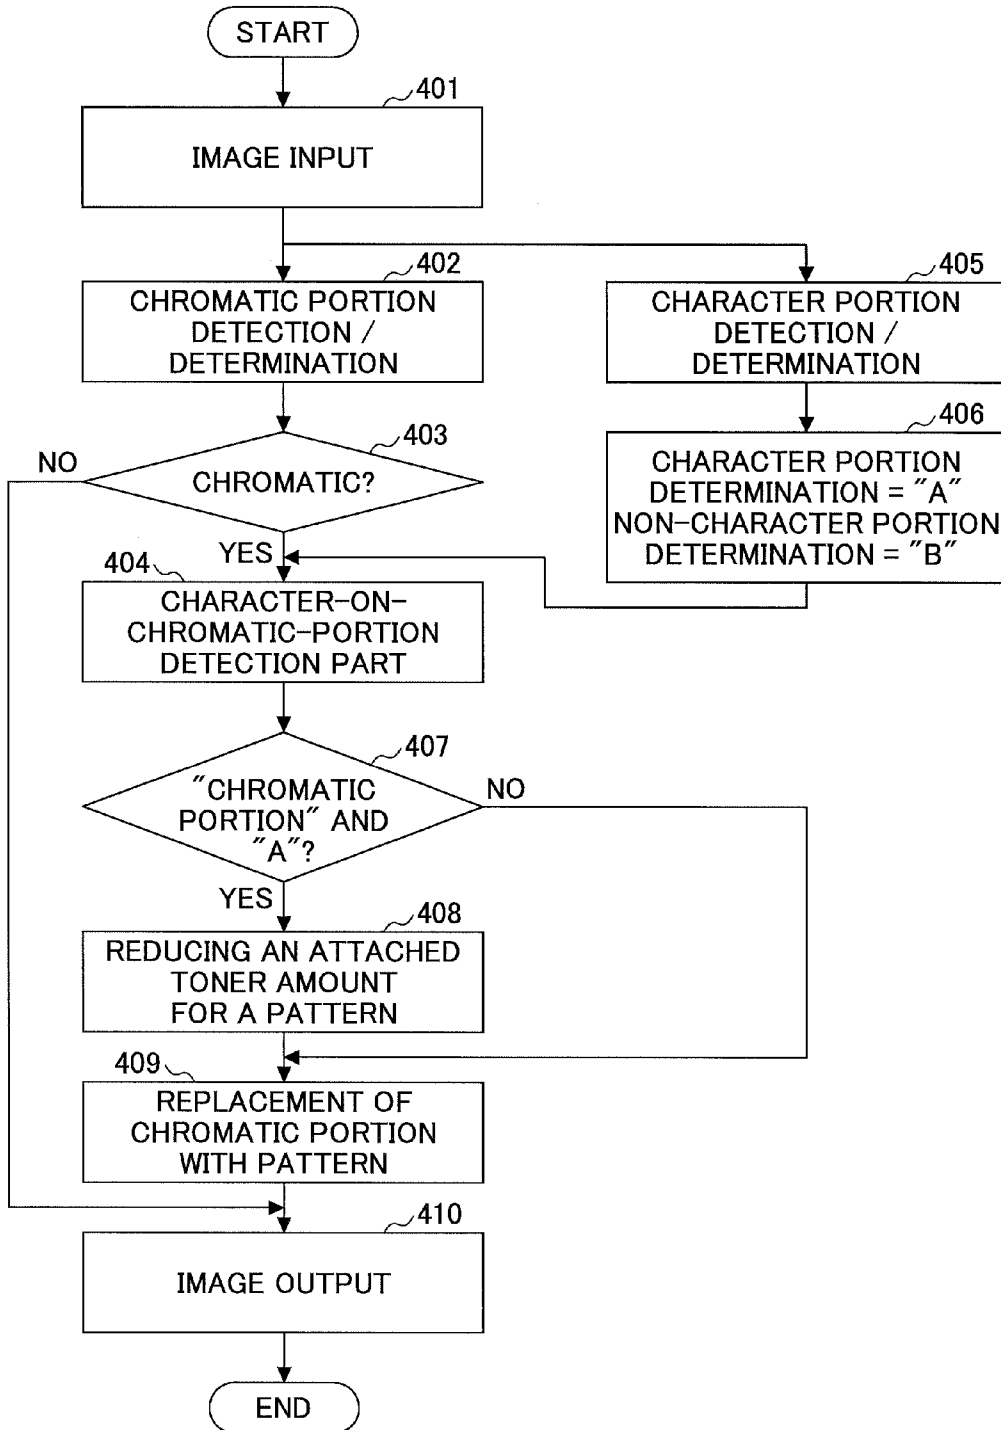 START
401
IMAGE INPUT
402
CHROMATIC PORTION
DETECTION /
DETERMINATION
405
CHARACTER PORTION
DETECTION /
DETERMINATION
403
NO
CHROMATIC?
YES
406
CHARACTER PORTION
DETERMINATION = "A"
NON-CHARACTER PORTION
DETERMINATION = "B"
404
CHARACTER-ON-
CHROMATIC-PORTION
DETECTION PART
407
"CHROMATIC
PORTION" AND
"A"?
NO
YES
408
REDUCING AN ATTACHED
TONER AMOUNT
FOR A PATTERN
409
REPLACEMENT OF
CHROMATIC PORTION
WITH PATTERN
410
IMAGE OUTPUT
END